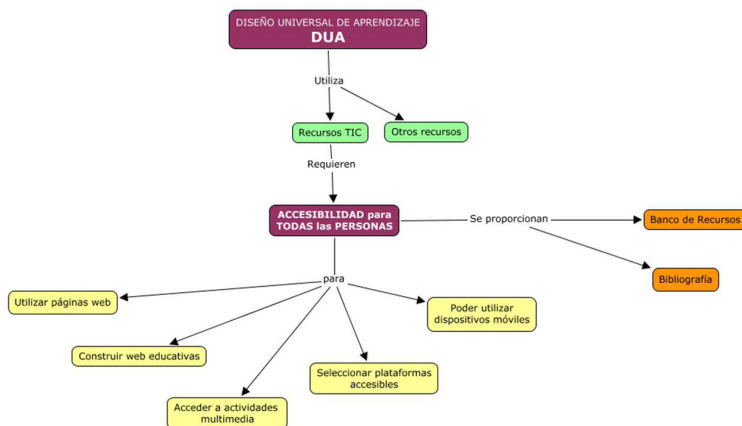 DISEÑO UNIVERSAL DE APRENDIZAJE
DUA
Utiliza
Recursos TIC
Otros recursos
Requieren
ACCESIBILIDAD para
TODAS las PERSONAS
Se proporcionan
Banco de Recursos
Bibliografía
para
Utilizar páginas web
Poder utilizar
dispositivos móviles
Construir web educativas
Seleccionar plataformas
accesibles
Acceder a actividades
multimedia